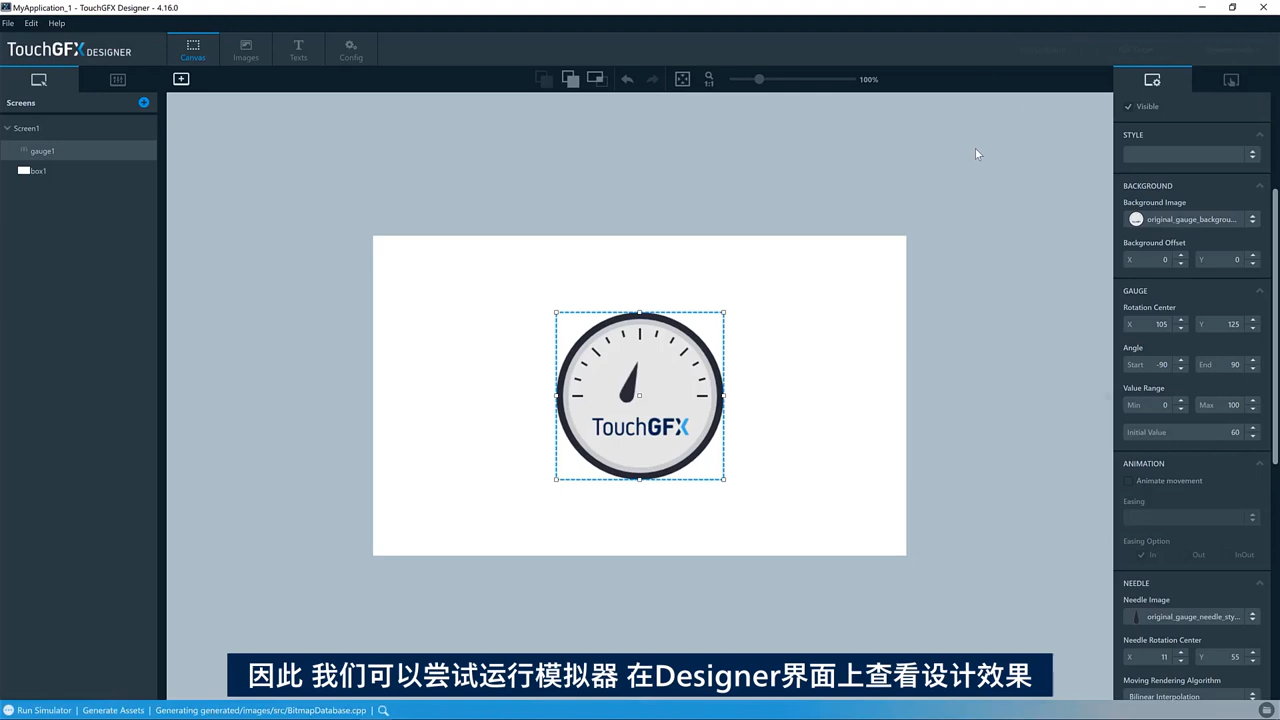 MyApplication_1 - TouchGFX Designer - 4.16.0
File Edit Help
TouchGFX DESIGNER
Canvas Images Texts Config
100%
Screens
Screen1
gauge1
box1
TouchGFX
Visible
STYLE
BACKGROUND
Background Image
original_gauge_backgrou...
Background Offset
X 0 Y 0
GAUGE
Rotation Center
X 105 Y 125
Angle
Start -90 End 90
Value Range
Min 0 Max 100
Initial Value 60
ANIMATION
Animate movement
Easing
Easing Option
In Out InOut
NEEDLE
Needle Image
original_gauge_needle_sty...
Needle Rotation Center
X 11 Y 55
Moving Rendering Algorithm
Bilinear Interpolation
因此 我们可以尝试运行模拟器 在Designer界面上查看设计效果
Run Simulator Generate Assets Generating generated/images/src/BitmapDatabase.cpp